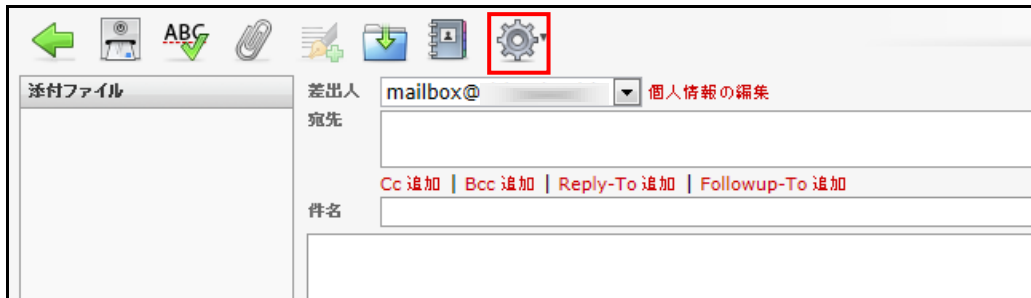 ABC
添付ファイル
差出人 mailbox@ 個人情報の編集
宛先
Cc 追加 | Bcc 追加 | Reply-To 追加 | Followup-To 追加
件名